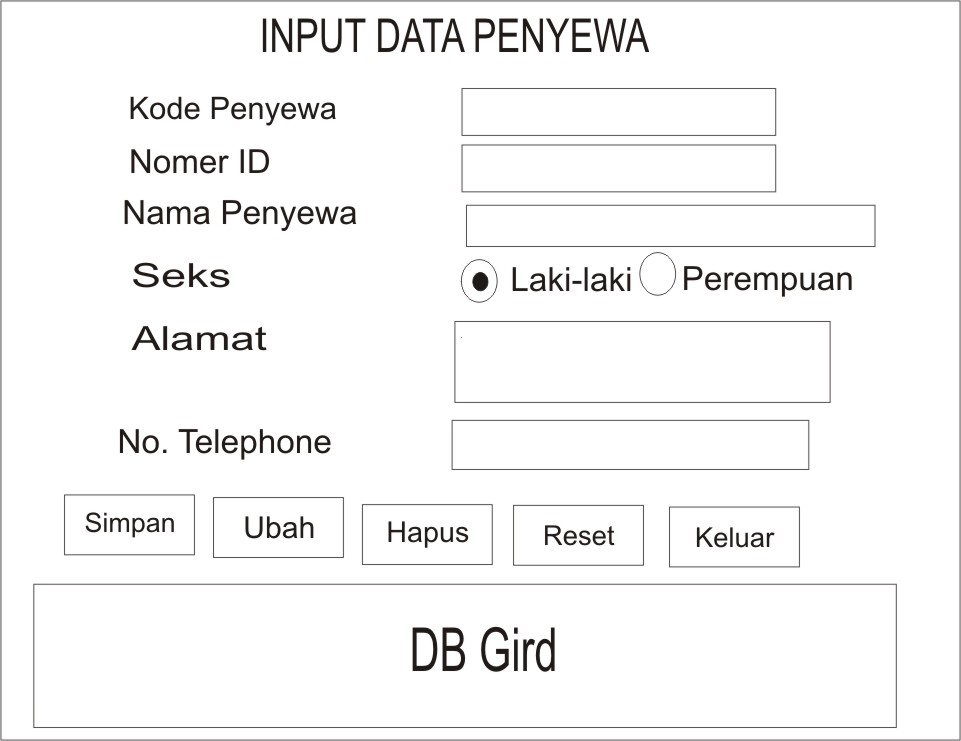 INPUT DATA PENYEWA
Kode Penyewa
Nomer ID
Nama Penyewa
Seks Laki-laki Perempuan
Alamat
No. Telephone
Simpan Ubah Hapus Reset Keluar
DB Gird